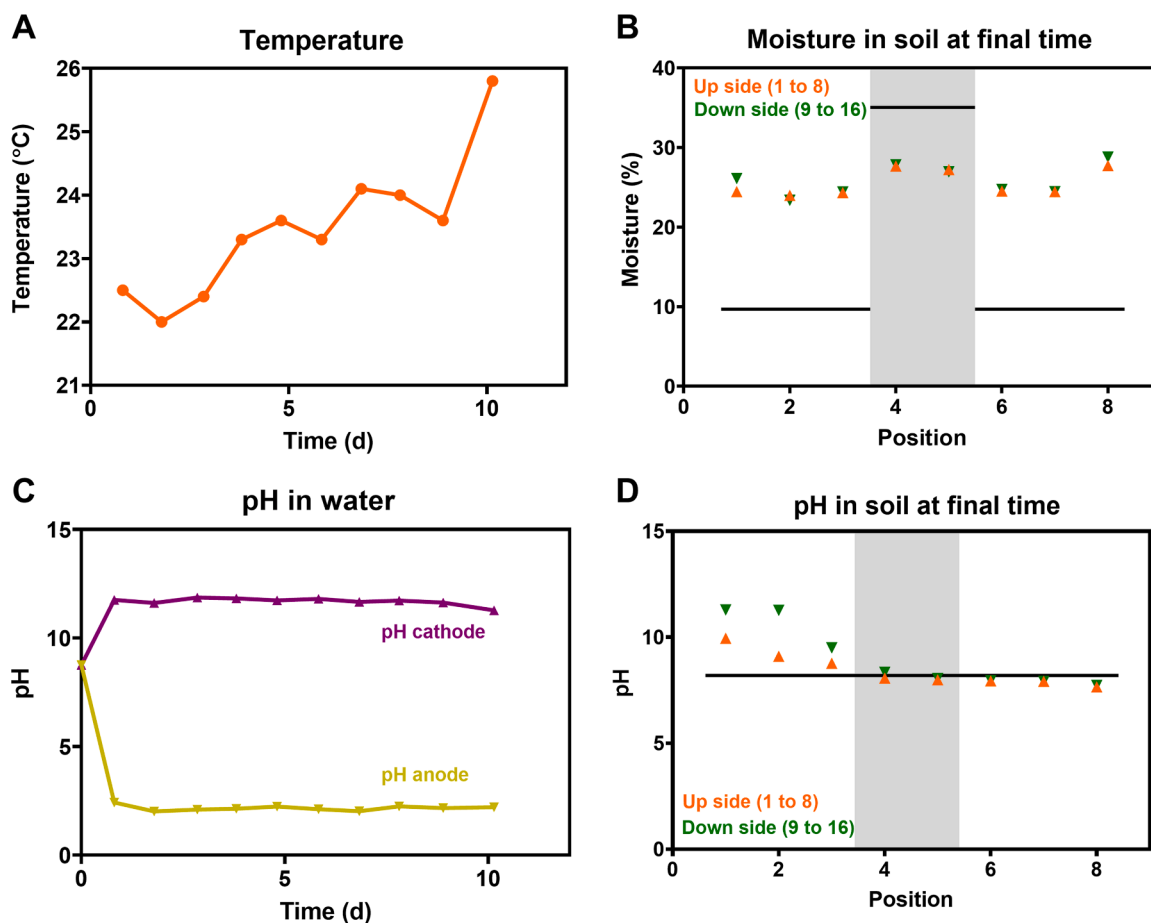 A
Temperature
26
25
24
23
22
21
0
5
10
Temperature (°C)
Time (d)
B
Moisture in soil at final time
40
30
20
10
0
0
2
4
6
8
Moisture (%)
Position
Up side (1 to 8)
Down side (9 to 16)
C
pH in water
15
10
5
0
0
5
10
pH
Time (d)
pH cathode
pH anode
D
pH in soil at final time
15
10
5
0
0
2
4
6
8
pH
Position
Up side (1 to 8)
Down side (9 to 16)